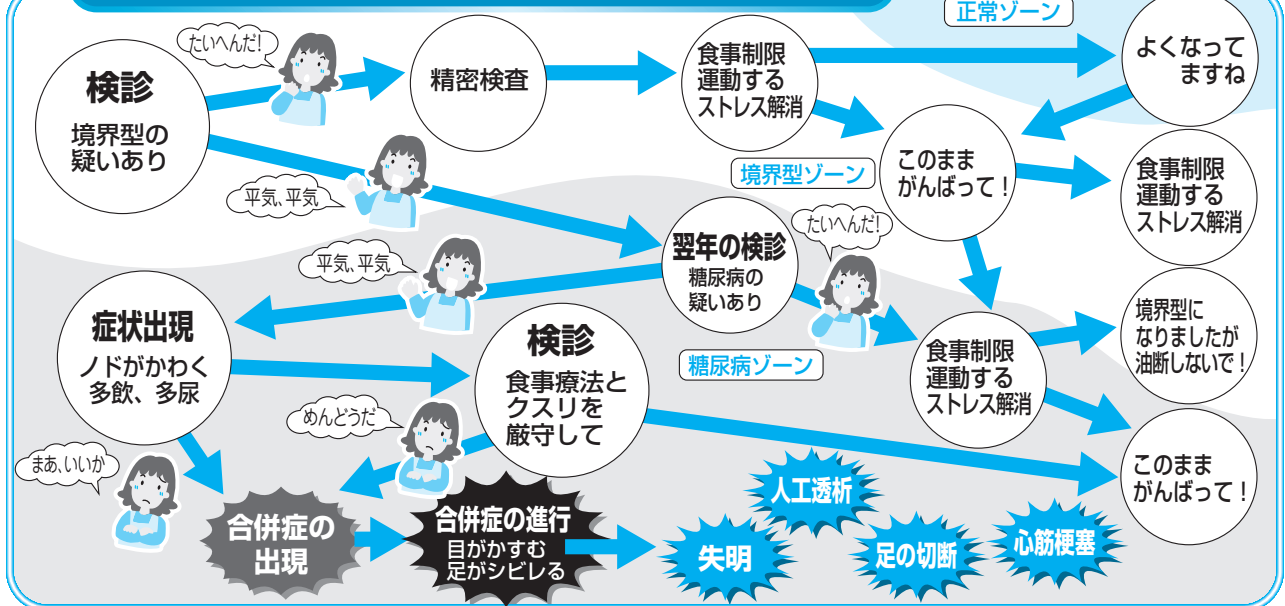 正常ゾーン
たいへんだ!
検診
境界型の
疑いあり
精密検査
食事制限
運動する
ストレス解消
よくなって
ますね
平気、平気
境界型ゾーン
このまま
がんばって!
食事制限
運動する
ストレス解消
平気、平気
翌年の検診
糖尿病の
疑いあり
たいへんだ!
症状出現
ノドがかわく
多飲、多尿
検診
食事療法と
クスリを
厳守して
糖尿病ゾーン
食事制限
運動する
ストレス解消
境界型に
なりましたが
油断しないで!
めんどうだ
まあ、いいか
このまま
がんばって!
合併症の
出現
合併症の進行
目がかすむ
足がシビレる
失明
人工透析
足の切断
心筋梗塞